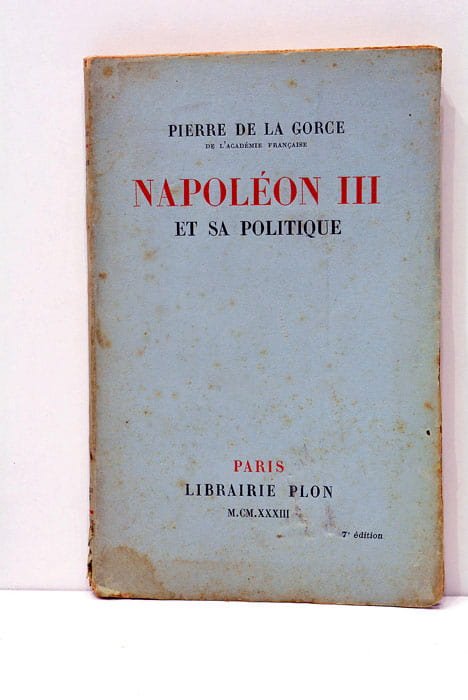 PIERRE DE LA GORCE
DE L'ACADÉMIE FRANÇAISE
NAPOLÉON III
ET SA POLITIQUE
PARIS
LIBRAIRIE PLON
M.CM.XXXIII
7ᵉ édition